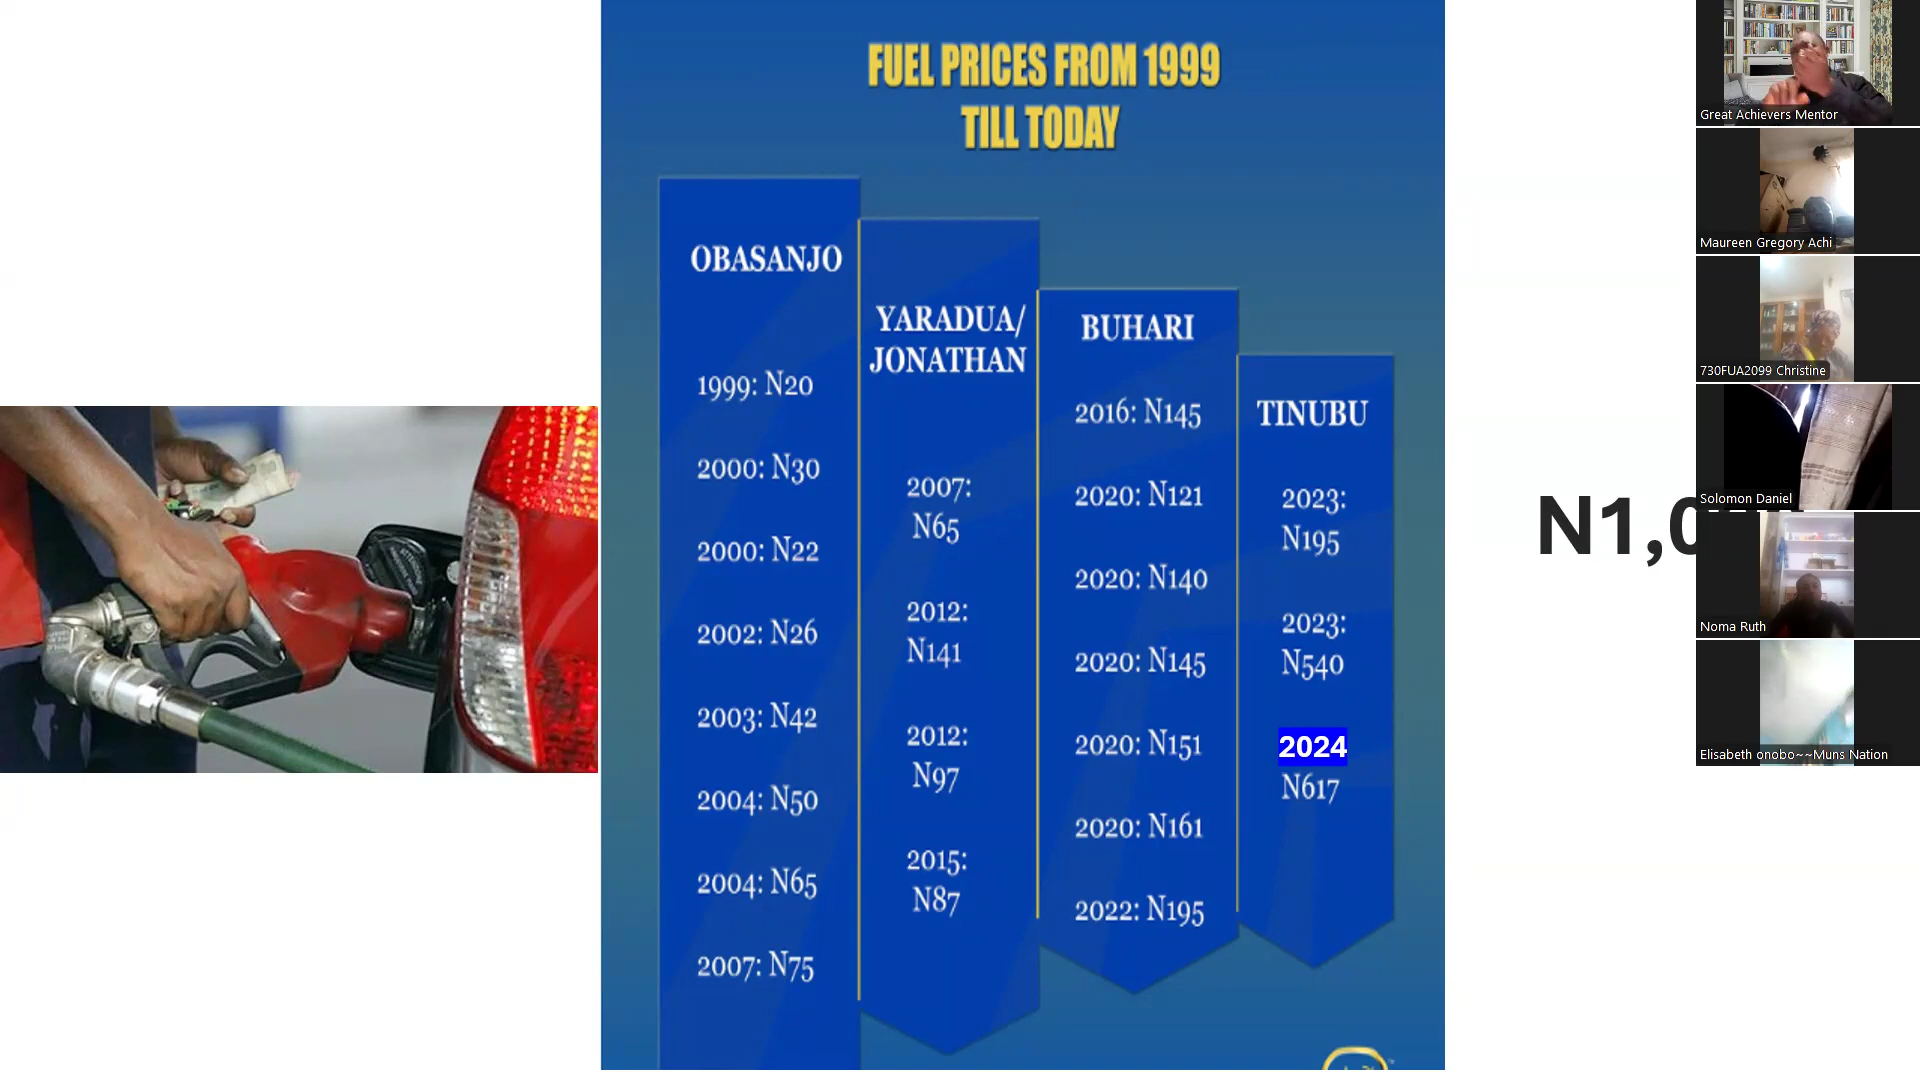 FUEL PRICES FROM 1999
TILL TODAY
OBASANJO
1999: N20
2000: N30
2000: N22
2002: N26
2003: N42
2004: N50
2004: N65
2007: N75
YARADUA/
JONATHAN
2007:
N65
2012:
N141
2012:
N97
2015:
N87
BUHARI
2016: N145
2020: N121
2020: N140
2020: N145
2020: N151
2020: N161
2022: N195
TINUBU
2023:
N195
2023:
N540
2024
N617
Great Achievers Mentor
Maureen Gregory Achi
730FUA2099 Christine
Solomon Daniel
Noma Ruth
Elisabeth onobo~~Muns Nation